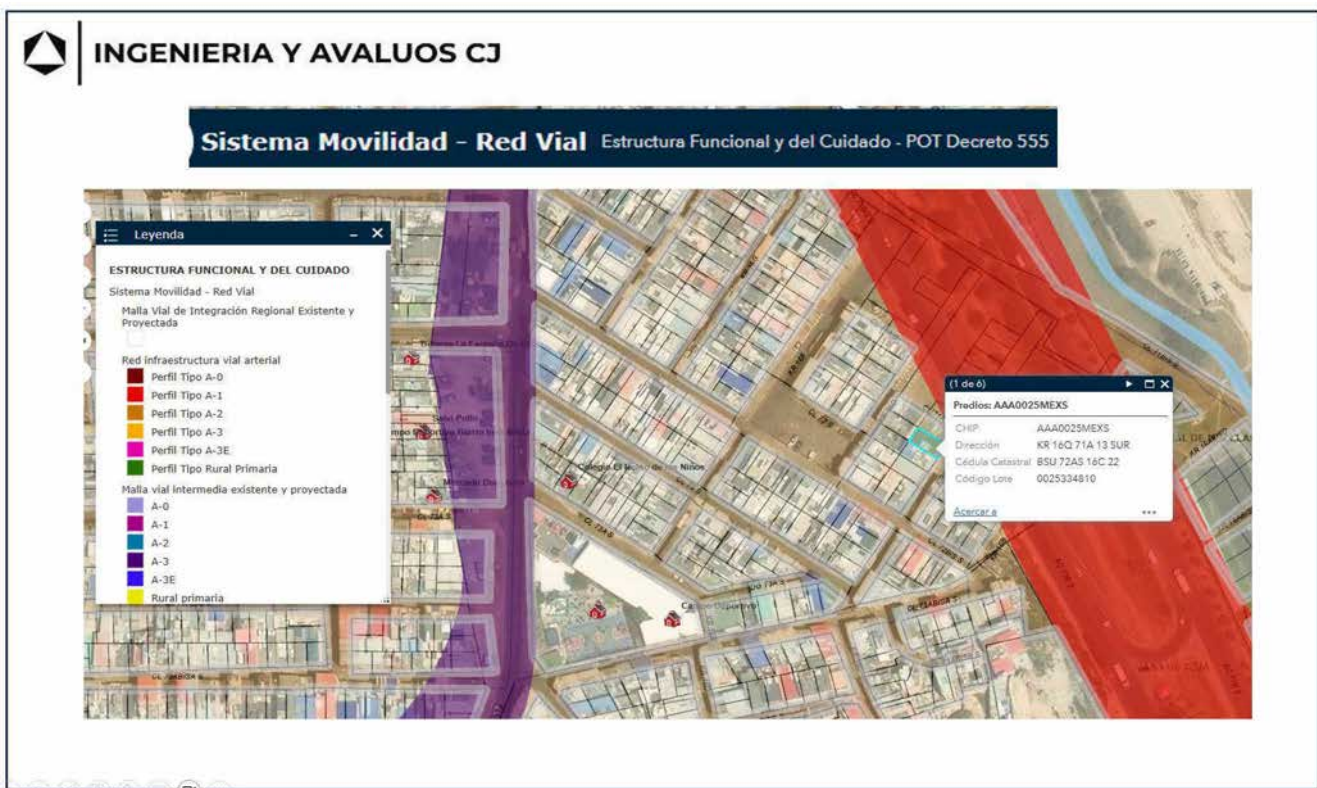 INGENIERIA Y AVALUOS CJ
Sistema Movilidad - Red Vial Estructura Funcional y del Cuidado - POT Decreto 555
Leyenda
ESTRUCTURA FUNCIONAL Y DEL CUIDADO
Sistema Movilidad - Red Vial
Malla Vial de Integración Regional Existente y
Proyectada
Red infraestructura vial arterial
Perfil Tipo A-0
Perfil Tipo A-1
Perfil Tipo A-2
Perfil Tipo A-3
Perfil Tipo A-3E
Perfil Tipo Rural Primaria
Malla vial intermedia existente y proyectada
A-0
A-1
A-2
A-3
A-3E
Rural primaria
(1 de 6)
Predios: AAA0025MEXS
CHIP AAA0025MEXS
Dirección KR 16Q 71A 13 SUR
Cédula Catastral BSU 72AS 16C 22
Código Lote 0025334810
Acercar a
Campo Deportivo